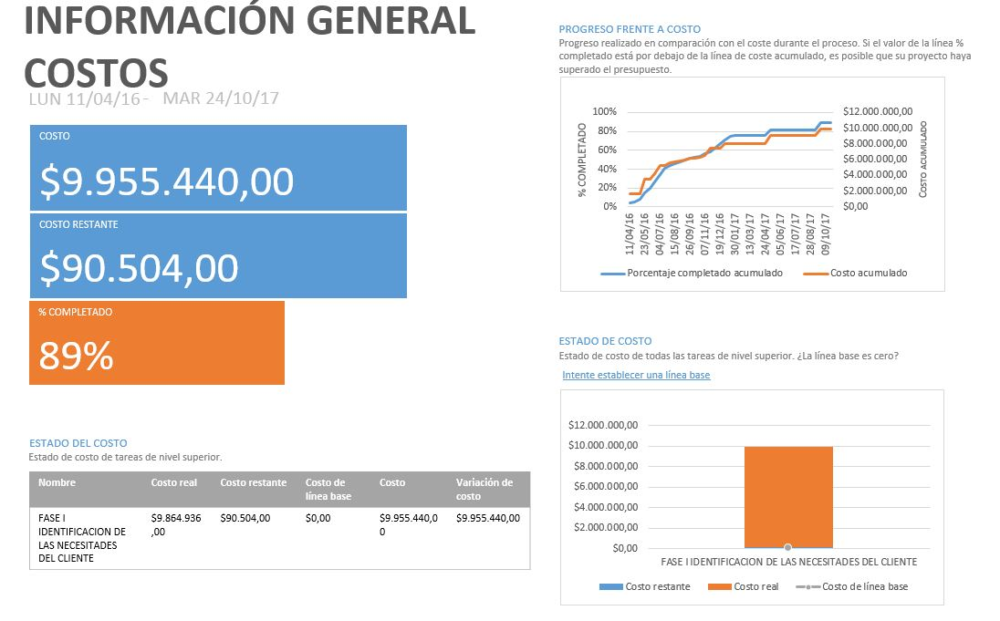 INFORMACIÓN GENERAL
COSTOS
LUN 11/04/16 - MAR 24/10/17
COSTO
$9.955.440,00
COSTO RESTANTE
$90.504,00
% COMPLETADO
89%
ESTADO DEL COSTO
Estado de costo de tareas de nivel superior.
Nombre Costo real Costo restante Costo de Costo Variación de
línea base costo
FASE I $9.864.936 $90.504,00 $0,00 $9.955.440,0 $9.955.440,00
IDENTIFICACION DE ,00 0
LAS NECESITADES
DEL CLIENTE
PROGRESO FRENTE A COSTO
Progreso realizado en comparación con el coste durante el proceso. Si el valor de la línea %
completado está por debajo de la línea de coste acumulado, es posible que su proyecto haya
superado el presupuesto.
% COMPLETADO
100%
80%
60%
40%
20%
0%
$12.000.000,00
$10.000.000,00
$8.000.000,00
$6.000.000,00
$4.000.000,00
$2.000.000,00
$0,00
COSTO ACUMULADO
11/04/16
23/05/16
04/07/16
15/08/16
26/09/16
07/11/16
19/12/16
30/01/17
13/03/17
24/04/17
05/06/17
17/07/17
28/08/17
09/10/17
Porcentaje completado acumulado Costo acumulado
ESTADO DE COSTO
Estado de costo de todas las tareas de nivel superior. ¿La línea base es cero?
Intente establecer una línea base
$12.000.000,00
$10.000.000,00
$8.000.000,00
$6.000.000,00
$4.000.000,00
$2.000.000,00
$0,00
FASE I IDENTIFICACION DE LAS NECESITADES DEL CLIENTE
Costo restante Costo real Costo de línea base